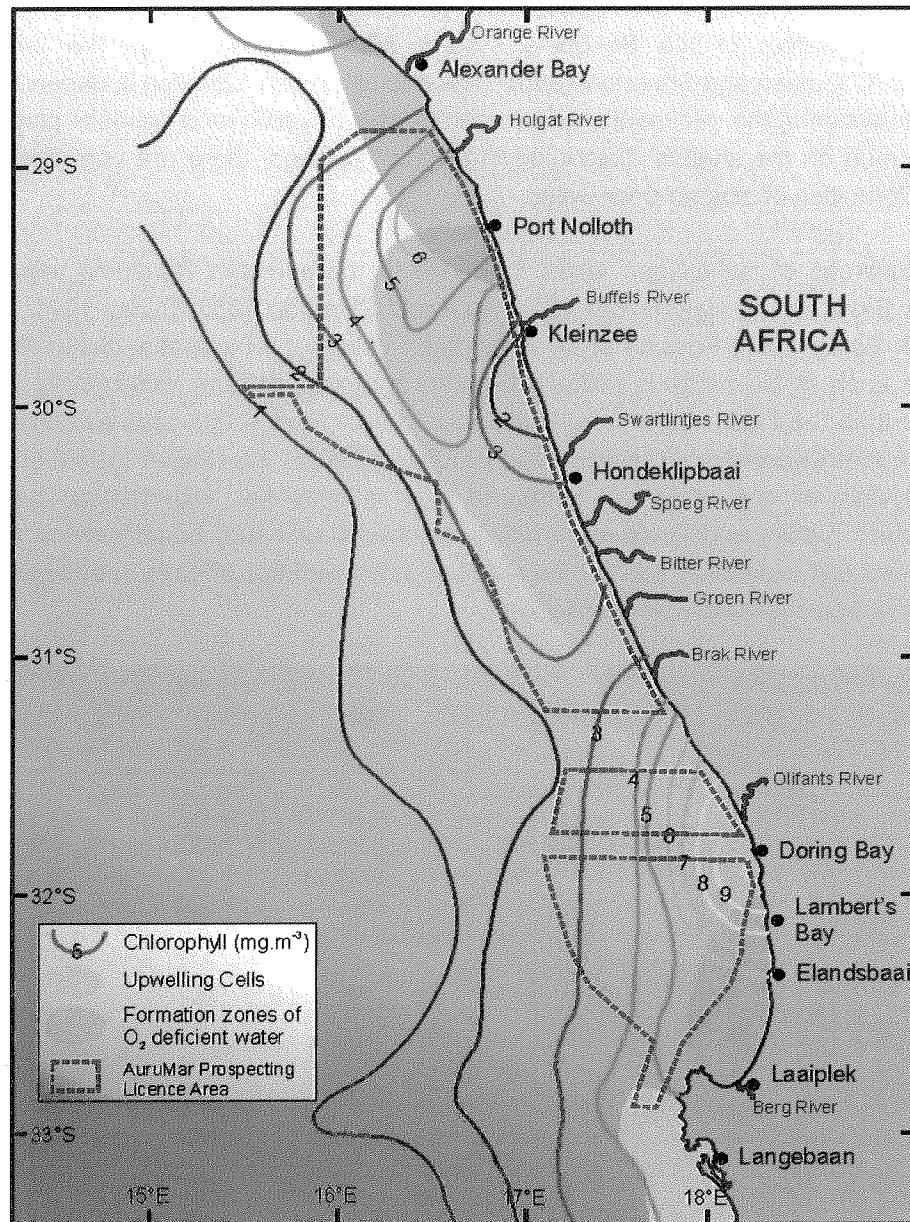 Orange River
Alexander Bay
Holgat River
29°S
Port Nolloth
6
5
Buffels River
SOUTH
AFRICA
4
3
Kleinzee
2
30°S
1
2
Swartlintjes River
3
Hondeklipbaai
Spoeg River
Bitter River
Groen River
31°S
Brak River
3
4
Olifants River
5
6
Doring Bay
7
8
9
32°S
Lambert's
Bay
Elandsbaai
6
Chlorophyll (mg.m⁻³)
Upwelling Cells
Formation zones of
O₂ deficient water
AuruMar Prospecting
Licence Area
Laaiplek
Berg River
33°S
Langebaan
15°E
16°E
17°E
18°E